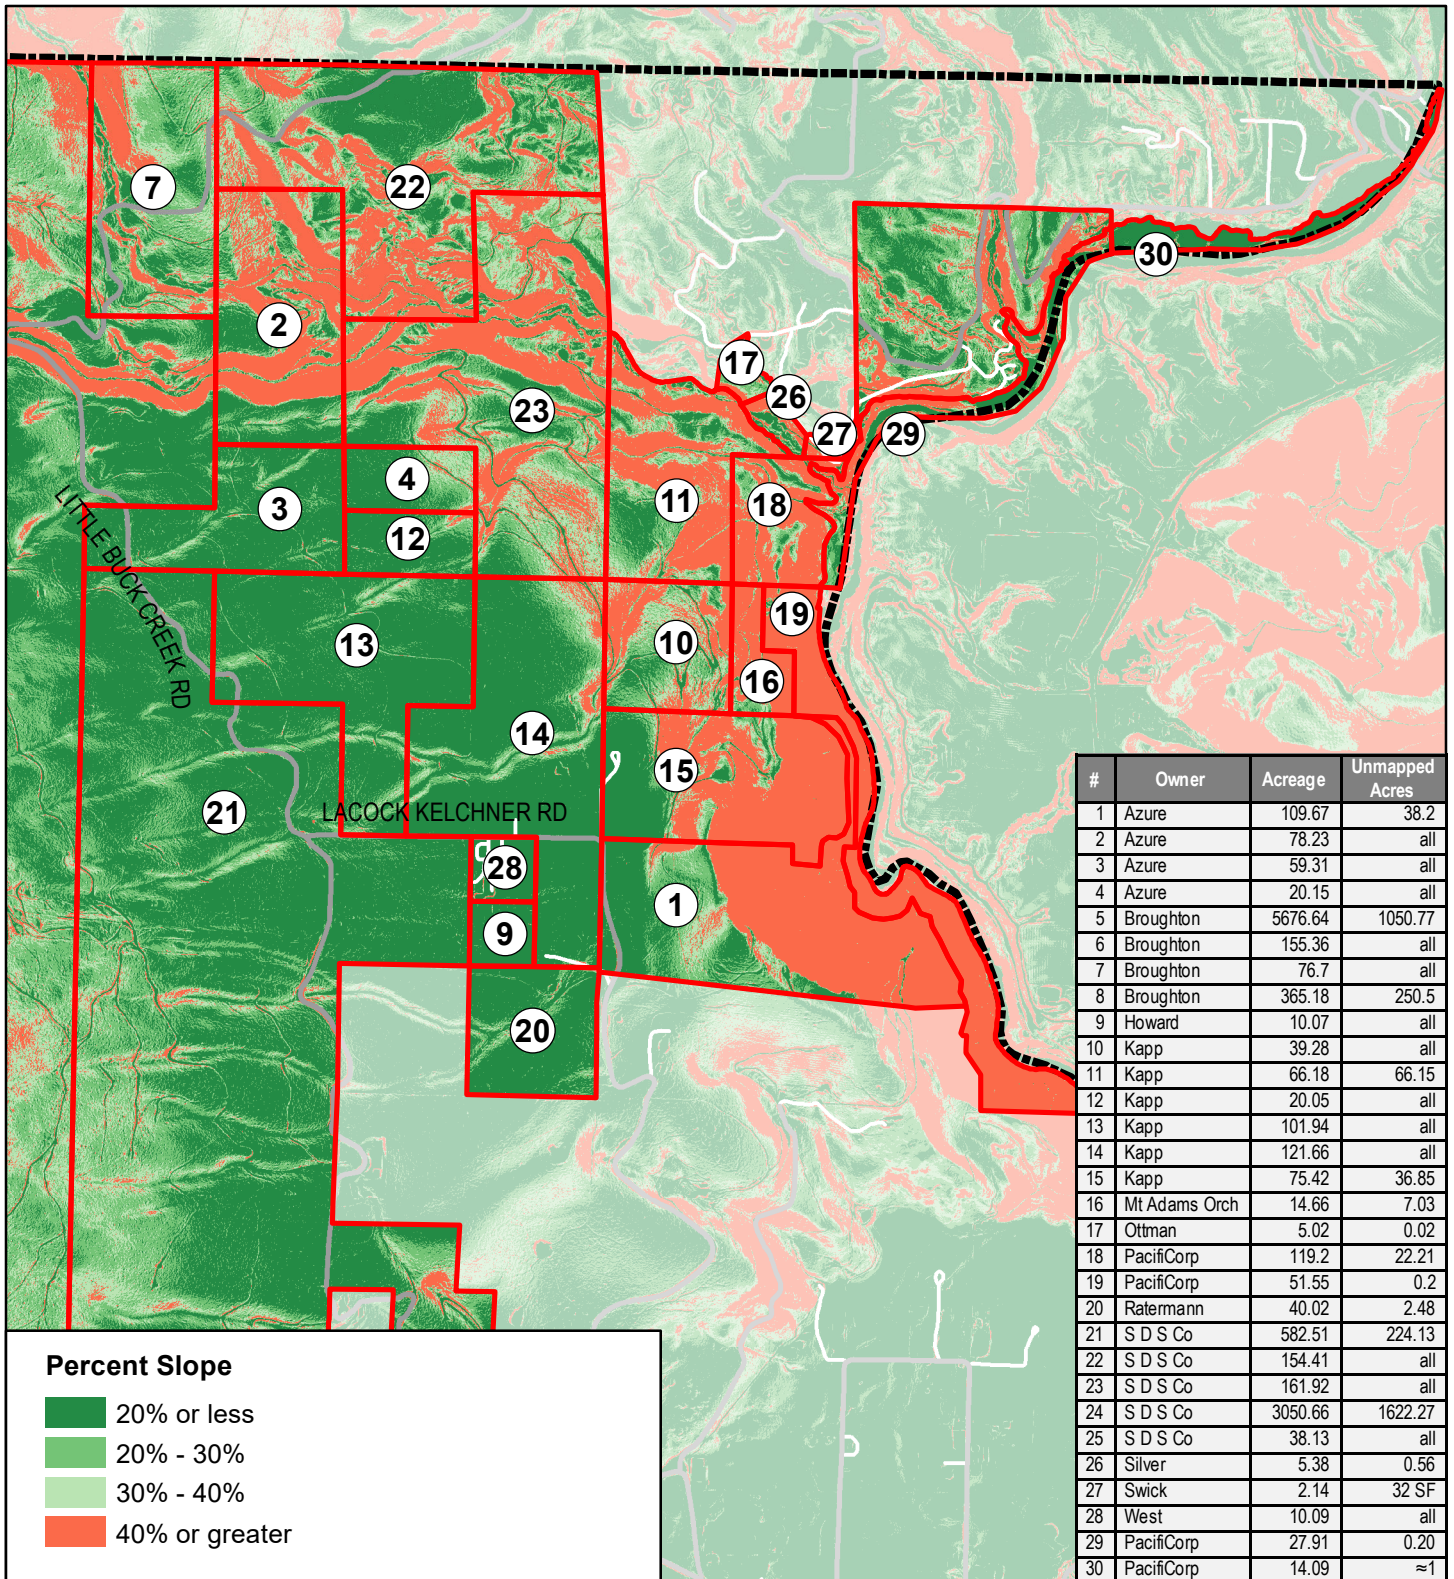 7
22
30
2
17
26
23
27
29
4
11
18
3
12
LITTLE BUCK CREEK RD
19
13
10
16
14
15
21
LACOCK KELCHNER RD
28
1
9
20
# Owner Acreage Unmapped Acres
1 Azure 109.67 38.2
2 Azure 78.23 all
3 Azure 59.31 all
4 Azure 20.15 all
5 Broughton 5676.64 1050.77
6 Broughton 155.36 all
7 Broughton 76.7 all
8 Broughton 365.18 250.5
9 Howard 10.07 all
10 Kapp 39.28 all
11 Kapp 66.18 66.15
12 Kapp 20.05 all
13 Kapp 101.94 all
14 Kapp 121.66 all
15 Kapp 75.42 36.85
16 Mt Adams Orch 14.66 7.03
17 Ottman 5.02 0.02
18 PacifiCorp 119.2 22.21
19 PacifiCorp 51.55 0.2
20 Ratermann 40.02 2.48
21 S D S Co 582.51 224.13
22 S D S Co 154.41 all
23 S D S Co 161.92 all
24 S D S Co 3050.66 1622.27
25 S D S Co 38.13 all
26 Silver 5.38 0.56
27 Swick 2.14 32 SF
28 West 10.09 all
29 PacifiCorp 27.91 0.20
30 PacifiCorp 14.09 ≈1
Percent Slope
20% or less
20% - 30%
30% - 40%
40% or greater